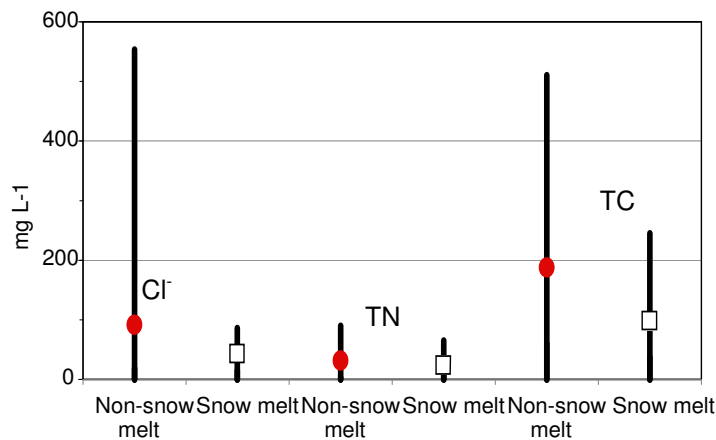 600
400
200
0
mg L-1
Cl⁻
TN
TC
Non-snow melt
Snow melt
Non-snow melt
Snow melt
Non-snow melt
Snow melt